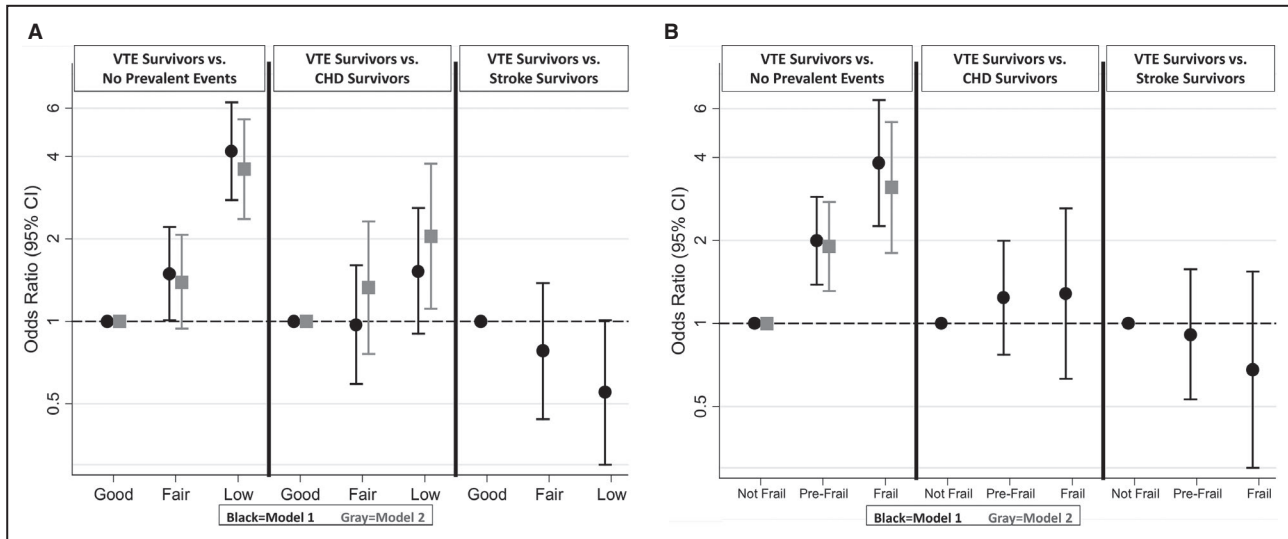 A
VTE Survivors vs.
No Prevalent Events
VTE Survivors vs.
CHD Survivors
VTE Survivors vs.
Stroke Survivors
Odds Ratio (95% CI)
6
4
2
1
0.5
Good
Fair
Low
Good
Fair
Low
Good
Fair
Low
Black=Model 1 Gray=Model 2
B
VTE Survivors vs.
No Prevalent Events
VTE Survivors vs.
CHD Survivors
VTE Survivors vs.
Stroke Survivors
Odds Ratio (95% CI)
6
4
2
1
0.5
Not Frail
Pre-Frail
Frail
Not Frail
Pre-Frail
Frail
Not Frail
Pre-Frail
Frail
Black=Model 1 Gray=Model 2